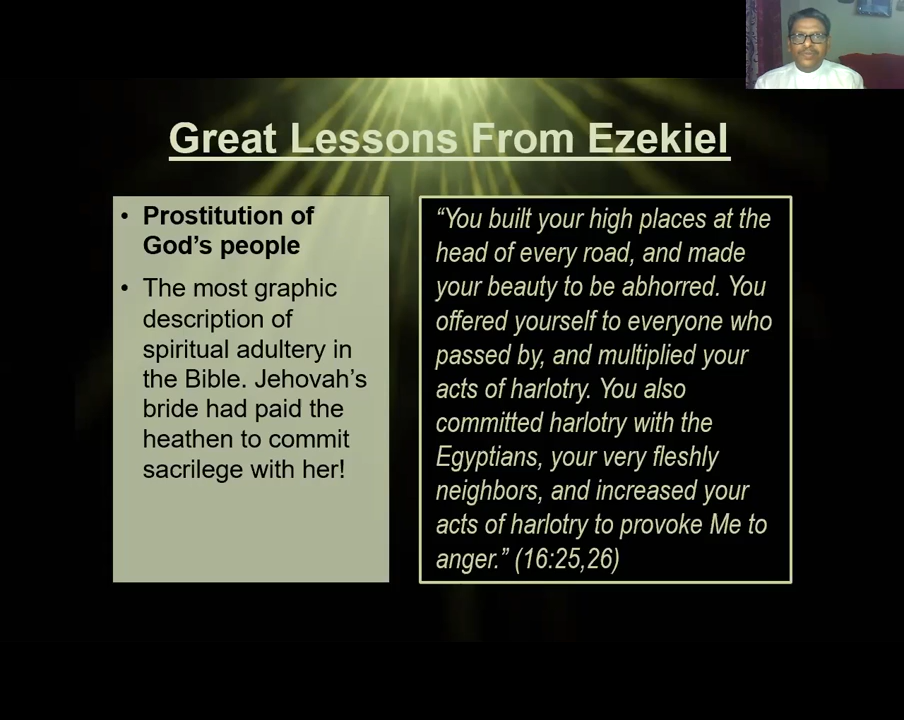 Great Lessons From Ezekiel
• Prostitution of
God’s people
• The most graphic
description of
spiritual adultery in
the Bible. Jehovah’s
bride had paid the
heathen to commit
sacrilege with her!
“You built your high places at the
head of every road, and made
your beauty to be abhorred. You
offered yourself to everyone who
passed by, and multiplied your
acts of harlotry. You also
committed harlotry with the
Egyptians, your very fleshly
neighbors, and increased your
acts of harlotry to provoke Me to
anger.” (16:25,26)